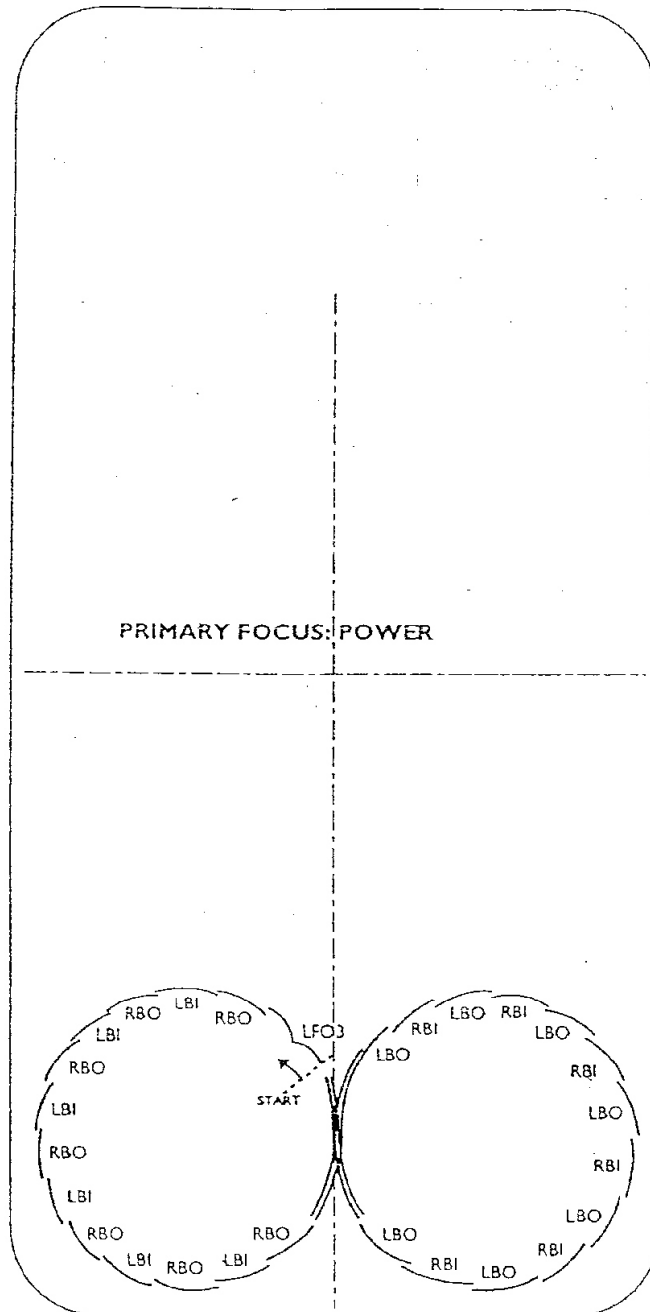 PRIMARY FOCUS: POWER
RBO LBI RBO LBO RBI
LBI LFO3 RBI LBO
RBO LBO RBI
START
LBI LBO
RBO RBI
LBI LBO
RBO RBO LBO RBI
LBI RBO LBI RBI LBO